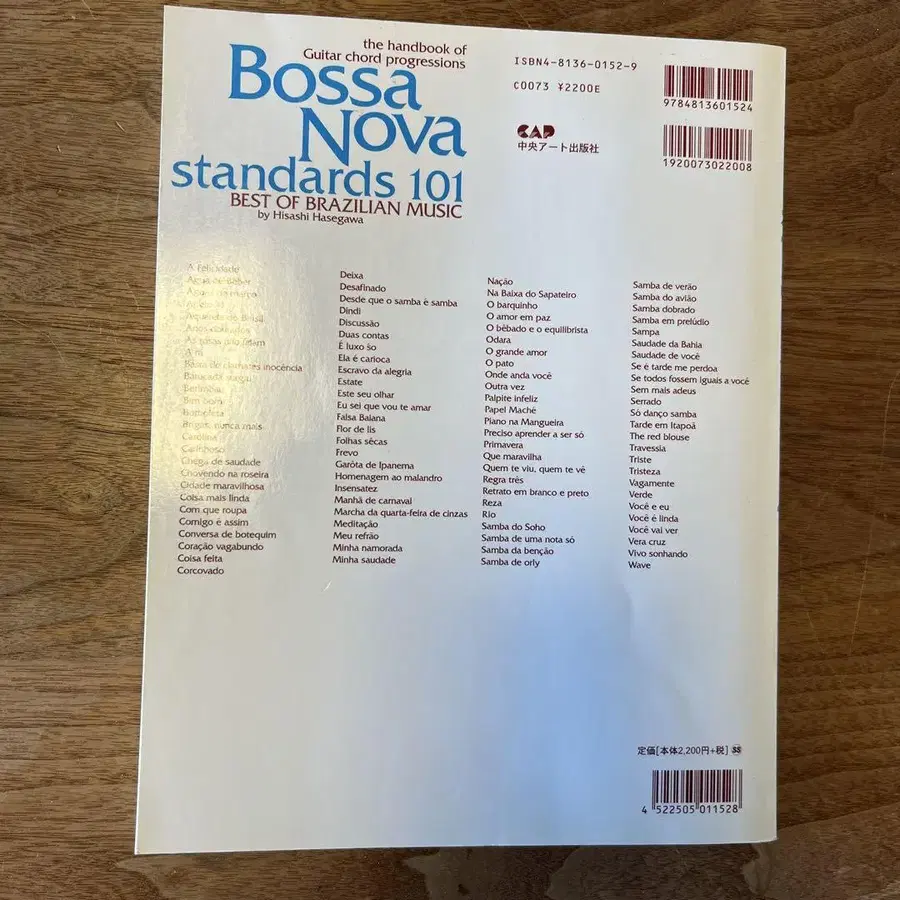 the handbook of
Guitar chord progressions
Bossa
Nova
standards 101
BEST OF BRAZILIAN MUSIC
by Hisashi Hasegawa
ISBN4-8136-0152-9
C0073 ¥2200E
CAP
中央アート出版社
9784813601524
1920073022008
A Felicidade
Bim bom
Brigas, nunca mais
Carolina
Carinhoso
Chega de saudade
Chovendo na roseira
Cidade maravilhosa
Coisa mais linda
Com que roupa
Comigo é assim
Conversa de botequim
Coração vagabundo
Coisa feita
Corcovado
Deixa
Desafinado
Desde que o samba è samba
Dindi
Discussão
Duas contas
É luxo šo
Ela é carioca
Escravo da alegria
Estate
Este seu olhar
Eu sei que vou te amar
Falsa Baiana
Flor de lis
Folhas sêcas
Frevo
Garôta de Ipanema
Homenagem ao malandro
Insensatez
Manhã de carnaval
Marcha da quarta-feira de cinzas
Meditação
Meu refrão
Minha namorada
Minha saudade
Nação
Na Baixa do Sapateiro
O barquinho
O amor em paz
O bêbado e o equilibrista
Odara
O grande amor
O pato
Onde anda você
Outra vez
Palpite infeliz
Papel Maché
Piano na Mangueira
Preciso aprender a ser só
Primavera
Que maravilha
Quem te viu, quem te vê
Regra três
Retrato em branco e preto
Reza
Rio
Samba do Soho
Samba de uma nota só
Samba da benção
Samba de orly
Samba de verão
Samba do avião
Samba dobrado
Samba em prelúdio
Sampa
Saudade da Bahia
Saudade de você
Se é tarde me perdoa
Se todos fossem iguais a você
Sem mais adeus
Serrado
Só danço samba
Tarde em Itapoã
The red blouse
Travessia
Triste
Tristeza
Vagamente
Verde
Você e eu
Você é linda
Você vai ver
Vera cruz
Vivo sonhando
Wave
定価[本体2,200円+税] 38
4 522505 011528